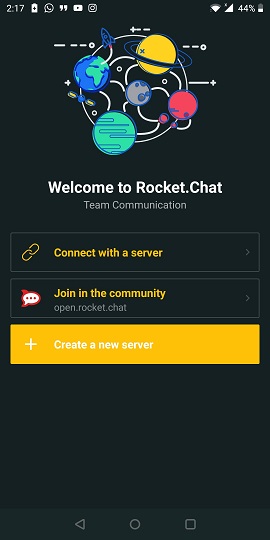 2:17
44%
Welcome to Rocket.Chat
Team Communication
Connect with a server
Join in the community
open.rocket.chat
Create a new server